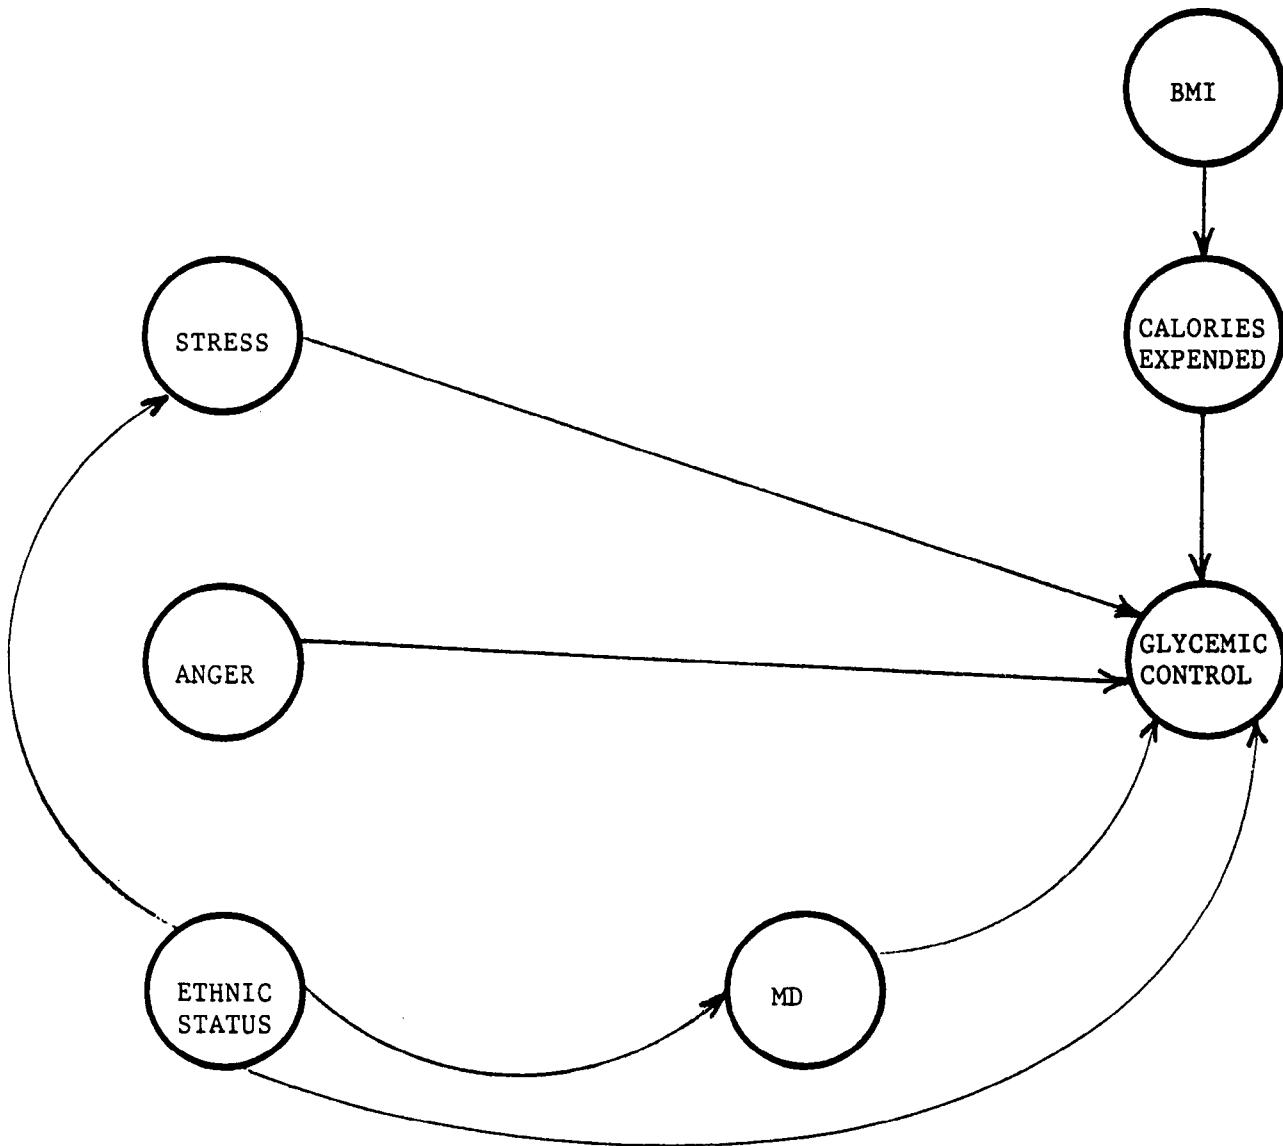 BMI
STRESS
CALORIES
EXPENDED
ANGER
GLYCEMIC
CONTROL
ETHNIC
STATUS
MD